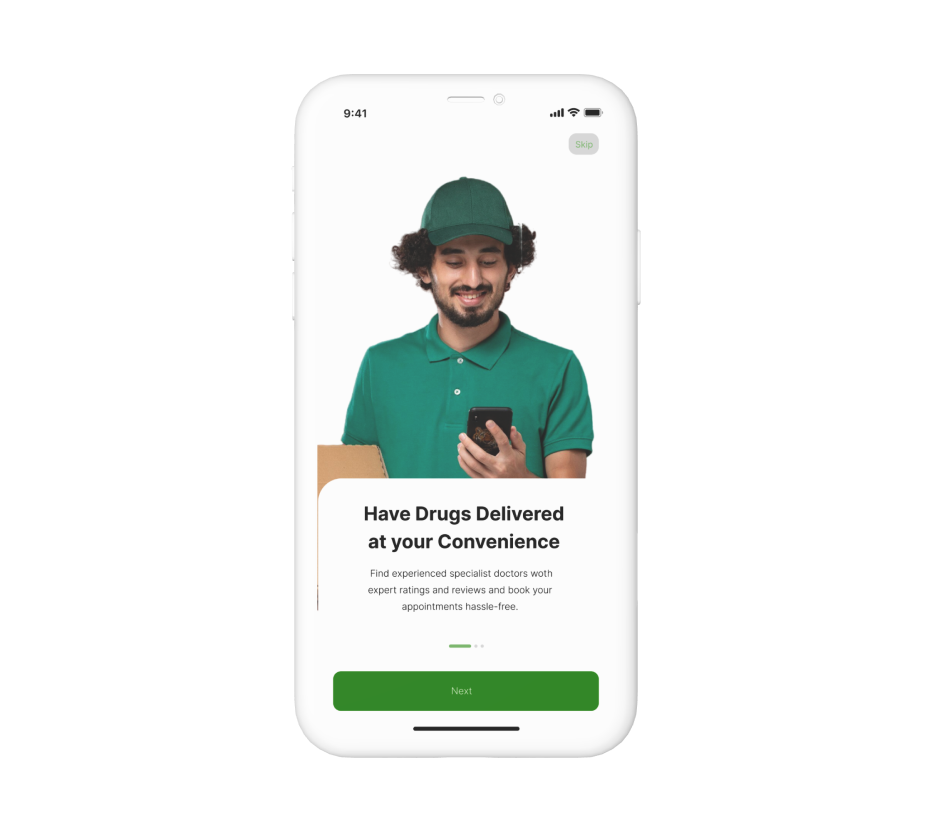 9:41
Skip
Have Drugs Delivered
at your Convenience
Find experienced specialist doctors woth
expert ratings and reviews and book your
appointments hassle-free.
Next